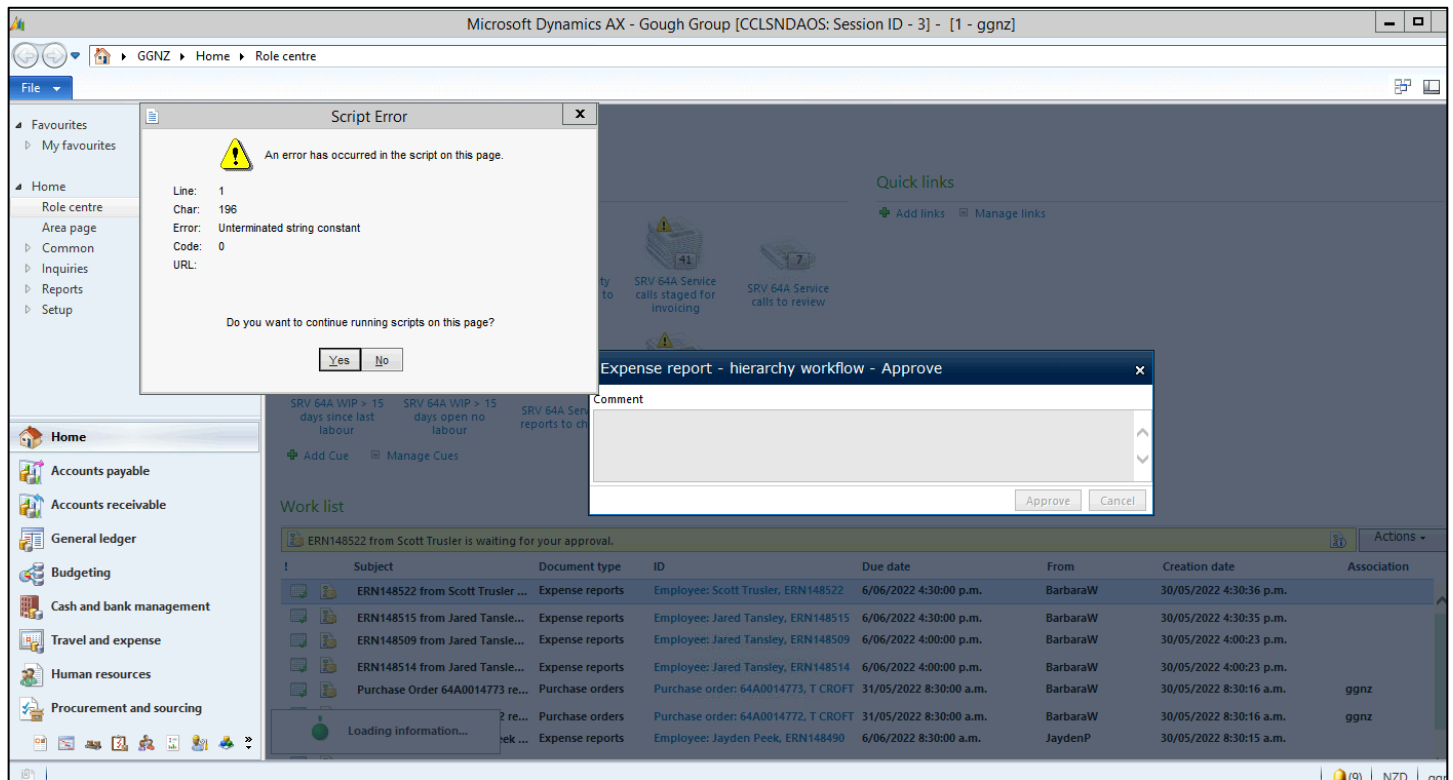 Microsoft Dynamics AX - Gough Group [CCLSNDAOS: Session ID - 3] - [1 - ggnz]
GGNZ Home Role centre
File
Favourites
My favourites
Home
Role centre
Area page
Common
Inquiries
Reports
Setup
Script Error
An error has occurred in the script on this page.
Line: 1
Char: 196
Error: Unterminated string constant
Code: 0
URL:
Do you want to continue running scripts on this page?
Yes No
Quick links
Add links Manage links
41
7
SRV 64A Service calls staged for invoicing
SRV 64A Service calls to review
to
SRV 64A WIP > 15 days since last labour
SRV 64A WIP > 15 days open no labour
SRV 64A Serv
reports to ch
Add Cue Manage Cues
Expense report - hierarchy workflow - Approve
Comment
Approve Cancel
Home
Accounts payable
Accounts receivable
General ledger
Budgeting
Cash and bank management
Travel and expense
Human resources
Procurement and sourcing
Work list
ERN148522 from Scott Trusler is waiting for your approval.
Actions
! Subject Document type ID Due date From Creation date Association
ERN148522 from Scott Trusler ... Expense reports Employee: Scott Trusler, ERN148522 6/06/2022 4:30:00 p.m. BarbaraW 30/05/2022 4:30:36 p.m.
ERN148515 from Jared Tansle... Expense reports Employee: Jared Tansley, ERN148515 6/06/2022 4:30:00 p.m. BarbaraW 30/05/2022 4:30:35 p.m.
ERN148509 from Jared Tansle... Expense reports Employee: Jared Tansley, ERN148509 6/06/2022 4:00:00 p.m. BarbaraW 30/05/2022 4:00:23 p.m.
ERN148514 from Jared Tansle... Expense reports Employee: Jared Tansley, ERN148514 6/06/2022 4:00:00 p.m. BarbaraW 30/05/2022 4:00:23 p.m.
Purchase Order 64A0014773 re... Purchase orders Purchase order: 64A0014773, T CROFT 31/05/2022 8:30:00 a.m. BarbaraW 30/05/2022 8:30:16 a.m. ggnz
2 re... Purchase orders Purchase order: 64A0014772, T CROFT 31/05/2022 8:30:00 a.m. BarbaraW 30/05/2022 8:30:16 a.m. ggnz
eek ... Expense reports Employee: Jayden Peek, ERN148490 6/06/2022 8:30:00 a.m. JaydenP 30/05/2022 8:30:15 a.m.
Loading information...
(9) NZD